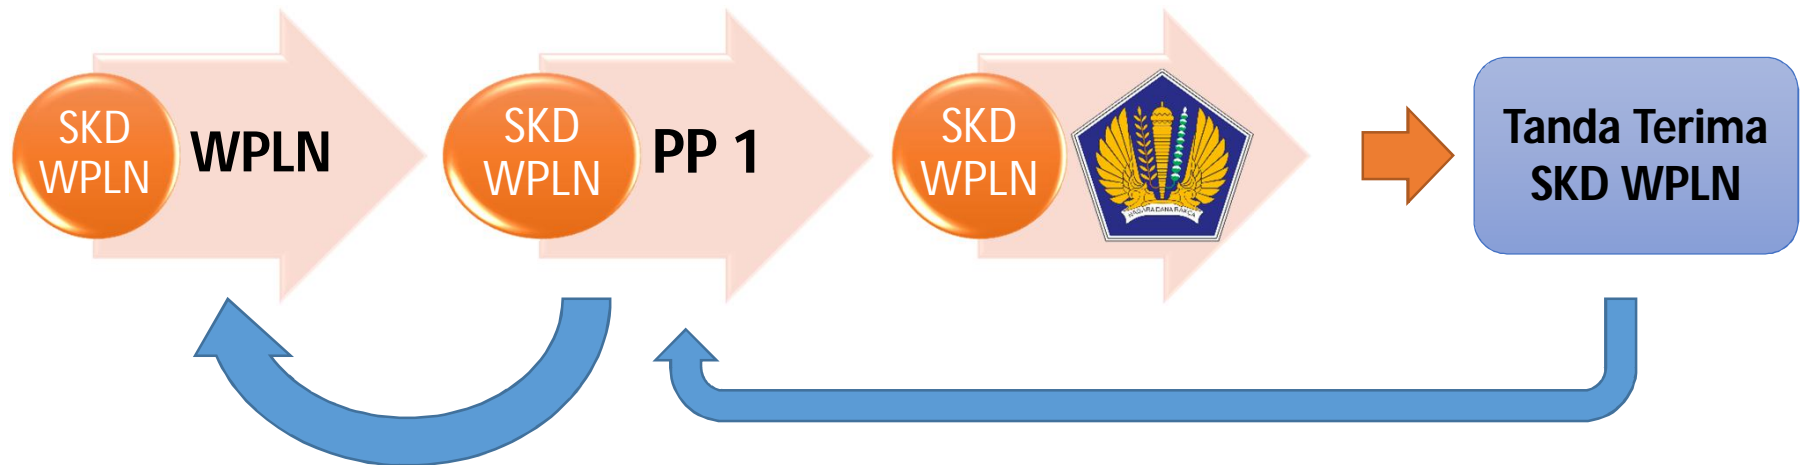 SKD
WPLN
WPLN
SKD
WPLN
PP 1
SKD
WPLN
NAGARA DANA RAKCA
Tanda Terima
SKD WPLN